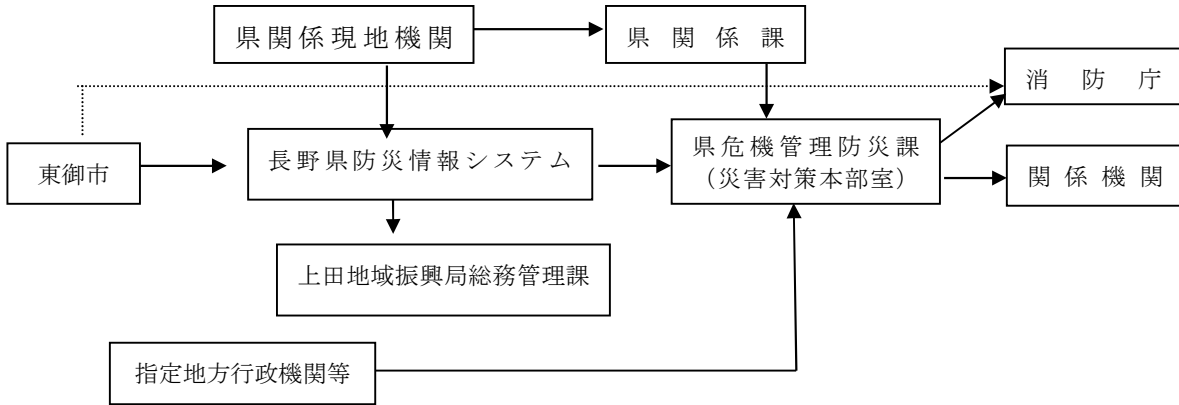 県関係現地機関
県関係課
消防庁
東御市
長野県防災情報システム
県危機管理防災課
（災害対策本部室）
関係機関
上田地域振興局総務管理課
指定地方行政機関等